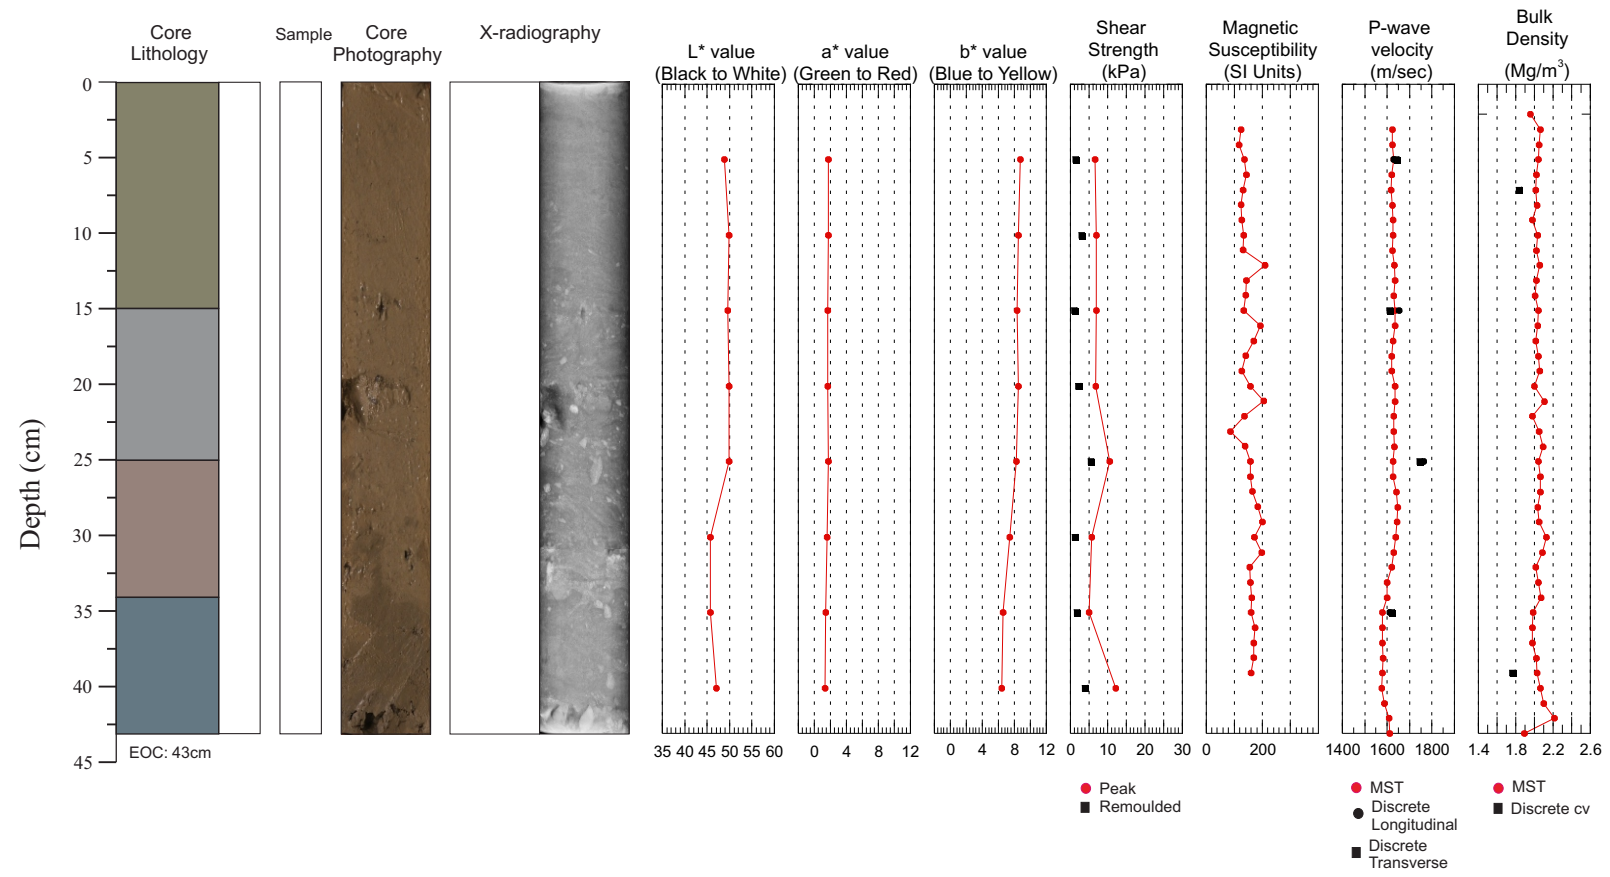 Core
Lithology
Sample
Core
Photography
X-radiography
L* value
(Black to White)
a* value
(Green to Red)
b* value
(Blue to Yellow)
Shear
Strength
(kPa)
Magnetic
Susceptibility
(SI Units)
P-wave
velocity
(m/sec)
Bulk
Density
(Mg/m³)
Depth (cm)
0
5
10
15
20
25
30
35
40
45
EOC: 43cm
35 40 45 50 55 60
0 4 8 12
0 4 8 12
0 10 20 30
0 200
1400 1600 1800
1.4 1.8 2.2 2.6
Peak
Remoulded
MST
Discrete
Longitudinal
Discrete
Transverse
MST
Discrete cv